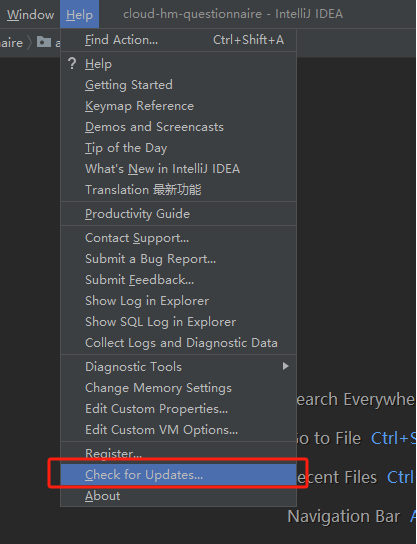 Window Help cloud-hm-questionnaire - IntelliJ IDEA
naire
Find Action... Ctrl+Shift+A
? Help
Getting Started
Keymap Reference
Demos and Screencasts
Tip of the Day
What's New in IntelliJ IDEA
Translation 最新功能
Productivity Guide
Contact Support...
Submit a Bug Report...
Submit Feedback...
Show Log in Explorer
Show SQL Log in Explorer
Collect Logs and Diagnostic Data
Diagnostic Tools
Change Memory Settings
Edit Custom Properties...
earch Everywhe
Edit Custom VM Options...
o to File Ctrl+S
Register...
Check for Updates...
ecent Files Ctrl+
About
Navigation Bar